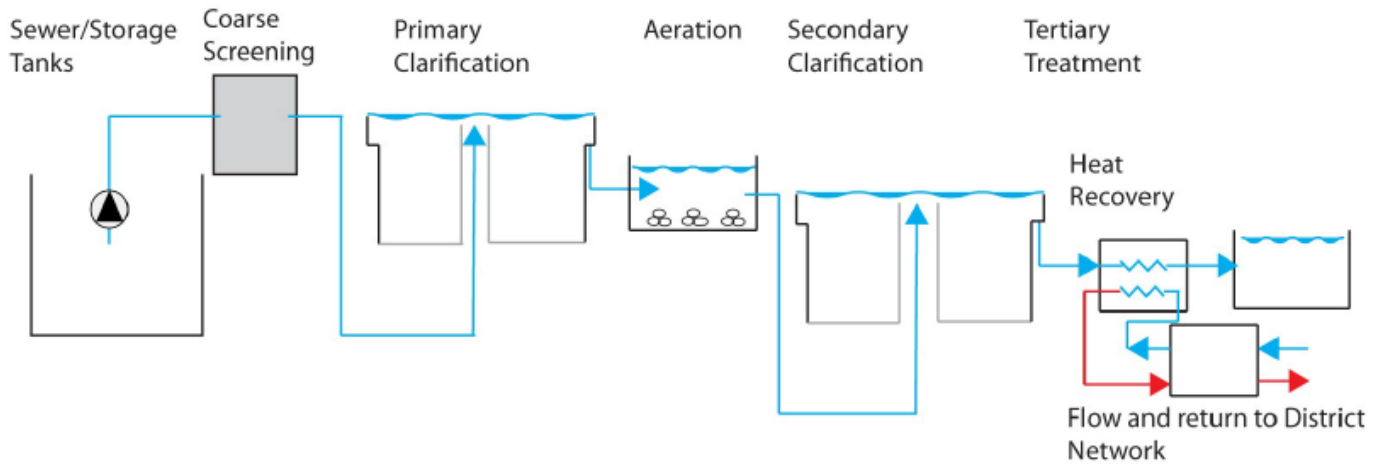 Sewer/Storage
Tanks
Coarse
Screening
Primary
Clarification
Aeration
Secondary
Clarification
Tertiary
Treatment
Heat
Recovery
Flow and return to District
Network